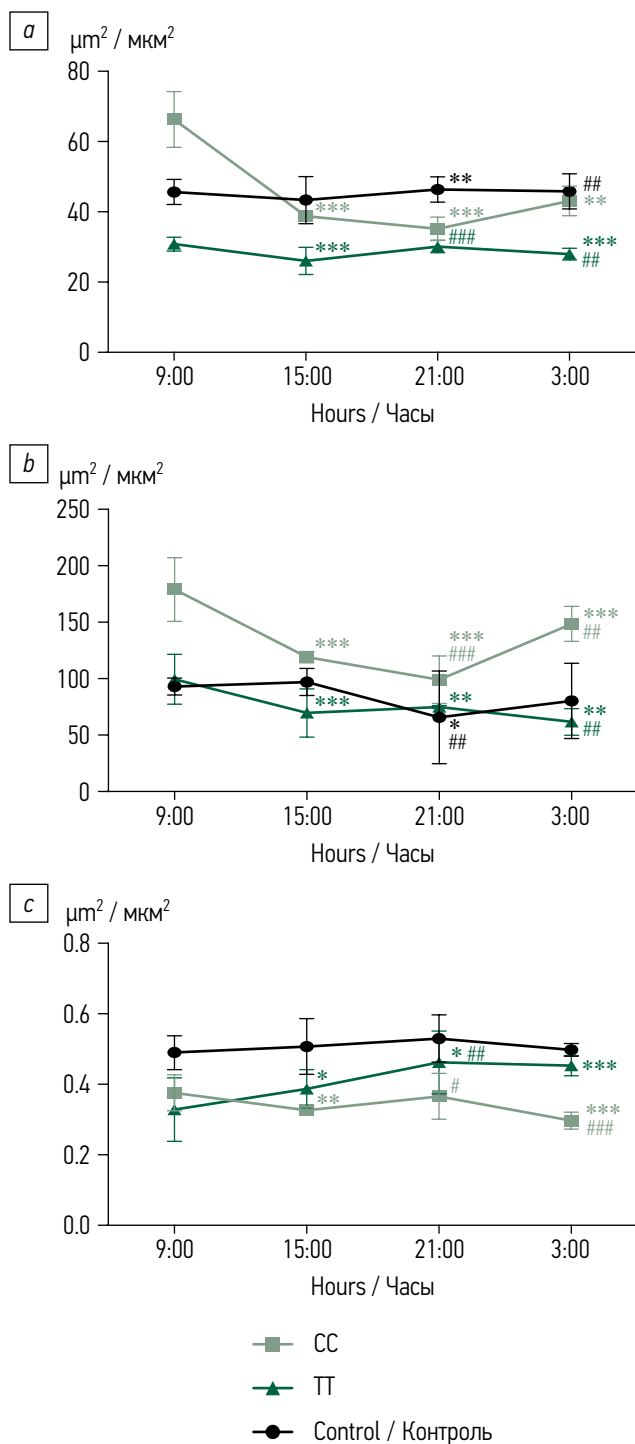 a
µm² / мкм²
80
**
##
60
***
***
**
40
###
***
***
##
20
0
9:00 15:00 21:00 3:00
Hours / Часы
b
µm² / мкм²
250
200
***
***
***
##
150
###
100
***
**
**
*
##
50
##
0
9:00 15:00 21:00 3:00
Hours / Часы
c
µm² / мкм²
0.8
0.6
*
* ##
***
0.4
**
#
***
###
0.2
0.0
9:00 15:00 21:00 3:00
Hours / Часы
CC
TT
Control / Контроль